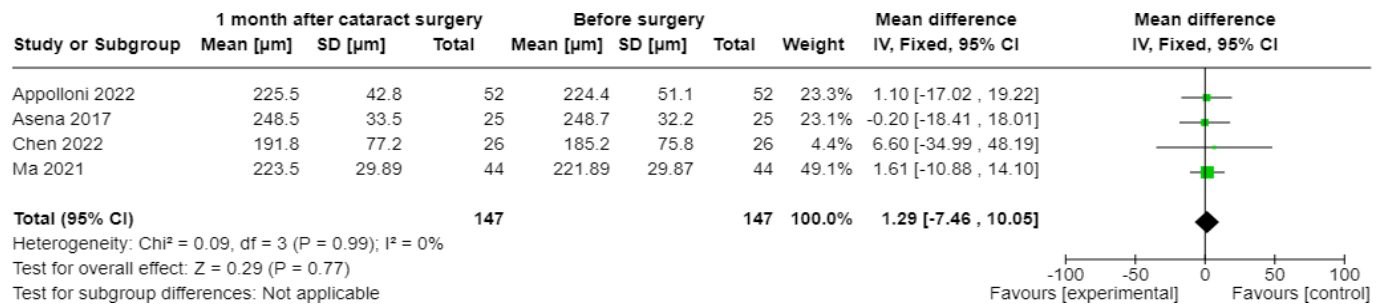 1 month after cataract surgery Before surgery Mean difference Mean difference
Study or Subgroup Mean [µm] SD [µm] Total Mean [µm] SD [µm] Total Weight IV, Fixed, 95% CI IV, Fixed, 95% CI
Appolloni 2022 225.5 42.8 52 224.4 51.1 52 23.3% 1.10 [-17.02 , 19.22]
Asena 2017 248.5 33.5 25 248.7 32.2 25 23.1% -0.20 [-18.41 , 18.01]
Chen 2022 191.8 77.2 26 185.2 75.8 26 4.4% 6.60 [-34.99 , 48.19]
Ma 2021 223.5 29.89 44 221.89 29.87 44 49.1% 1.61 [-10.88 , 14.10]
Total (95% CI) 147 147 100.0% 1.29 [-7.46 , 10.05]
Heterogeneity: Chi² = 0.09, df = 3 (P = 0.99); I² = 0%
Test for overall effect: Z = 0.29 (P = 0.77)
-100 -50 0 50 100
Test for subgroup differences: Not applicable
Favours [experimental] Favours [control]